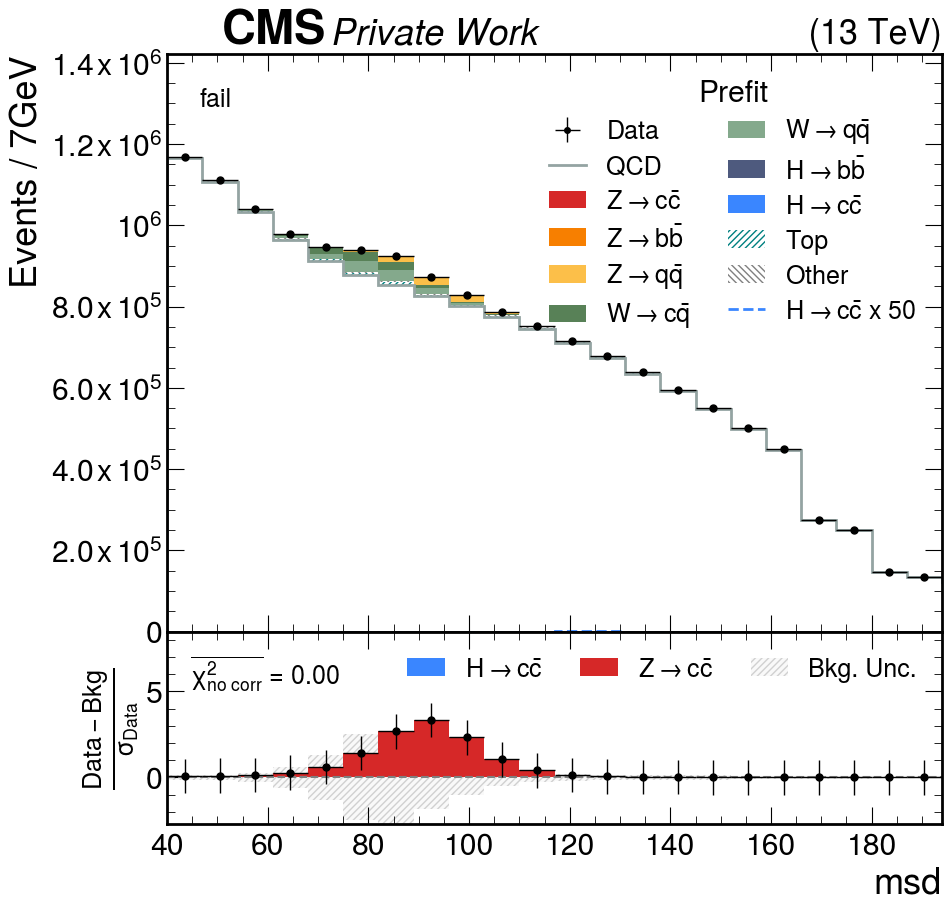 CMS Private Work (13 TeV)
1.4 x 10⁶
1.2 x 10⁶
10⁶
8.0 x 10⁵
6.0 x 10⁵
4.0 x 10⁵
2.0 x 10⁵
0
Events / 7GeV
fail
Prefit
Data
QCD
Z → cc̄
Z → bb̄
Z → qq̄
W → cq̄
W → qq̄
H → bb̄
H → cc̄
Top
Other
H → cc̄ x 50
χ²no corr = 0.00
H → cc̄
Z → cc̄
Bkg. Unc.
5
0
Data − Bkg
σData
40 60 80 100 120 140 160 180
msd